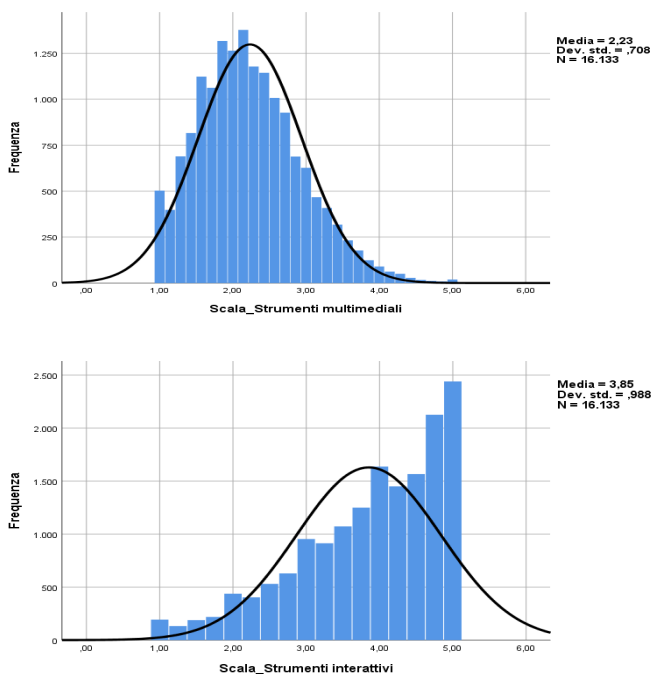 Media = 2,23
Dev. std. = ,708
N = 16.133
Frequenza
1.250
1.000
750
500
250
0
,00 1,00 2,00 3,00 4,00 5,00 6,00
Scala_Strumenti multimediali
Media = 3,85
Dev. std. = ,988
N = 16.133
Frequenza
2.500
2.000
1.500
1.000
500
0
,00 1,00 2,00 3,00 4,00 5,00 6,00
Scala_Strumenti interattivi